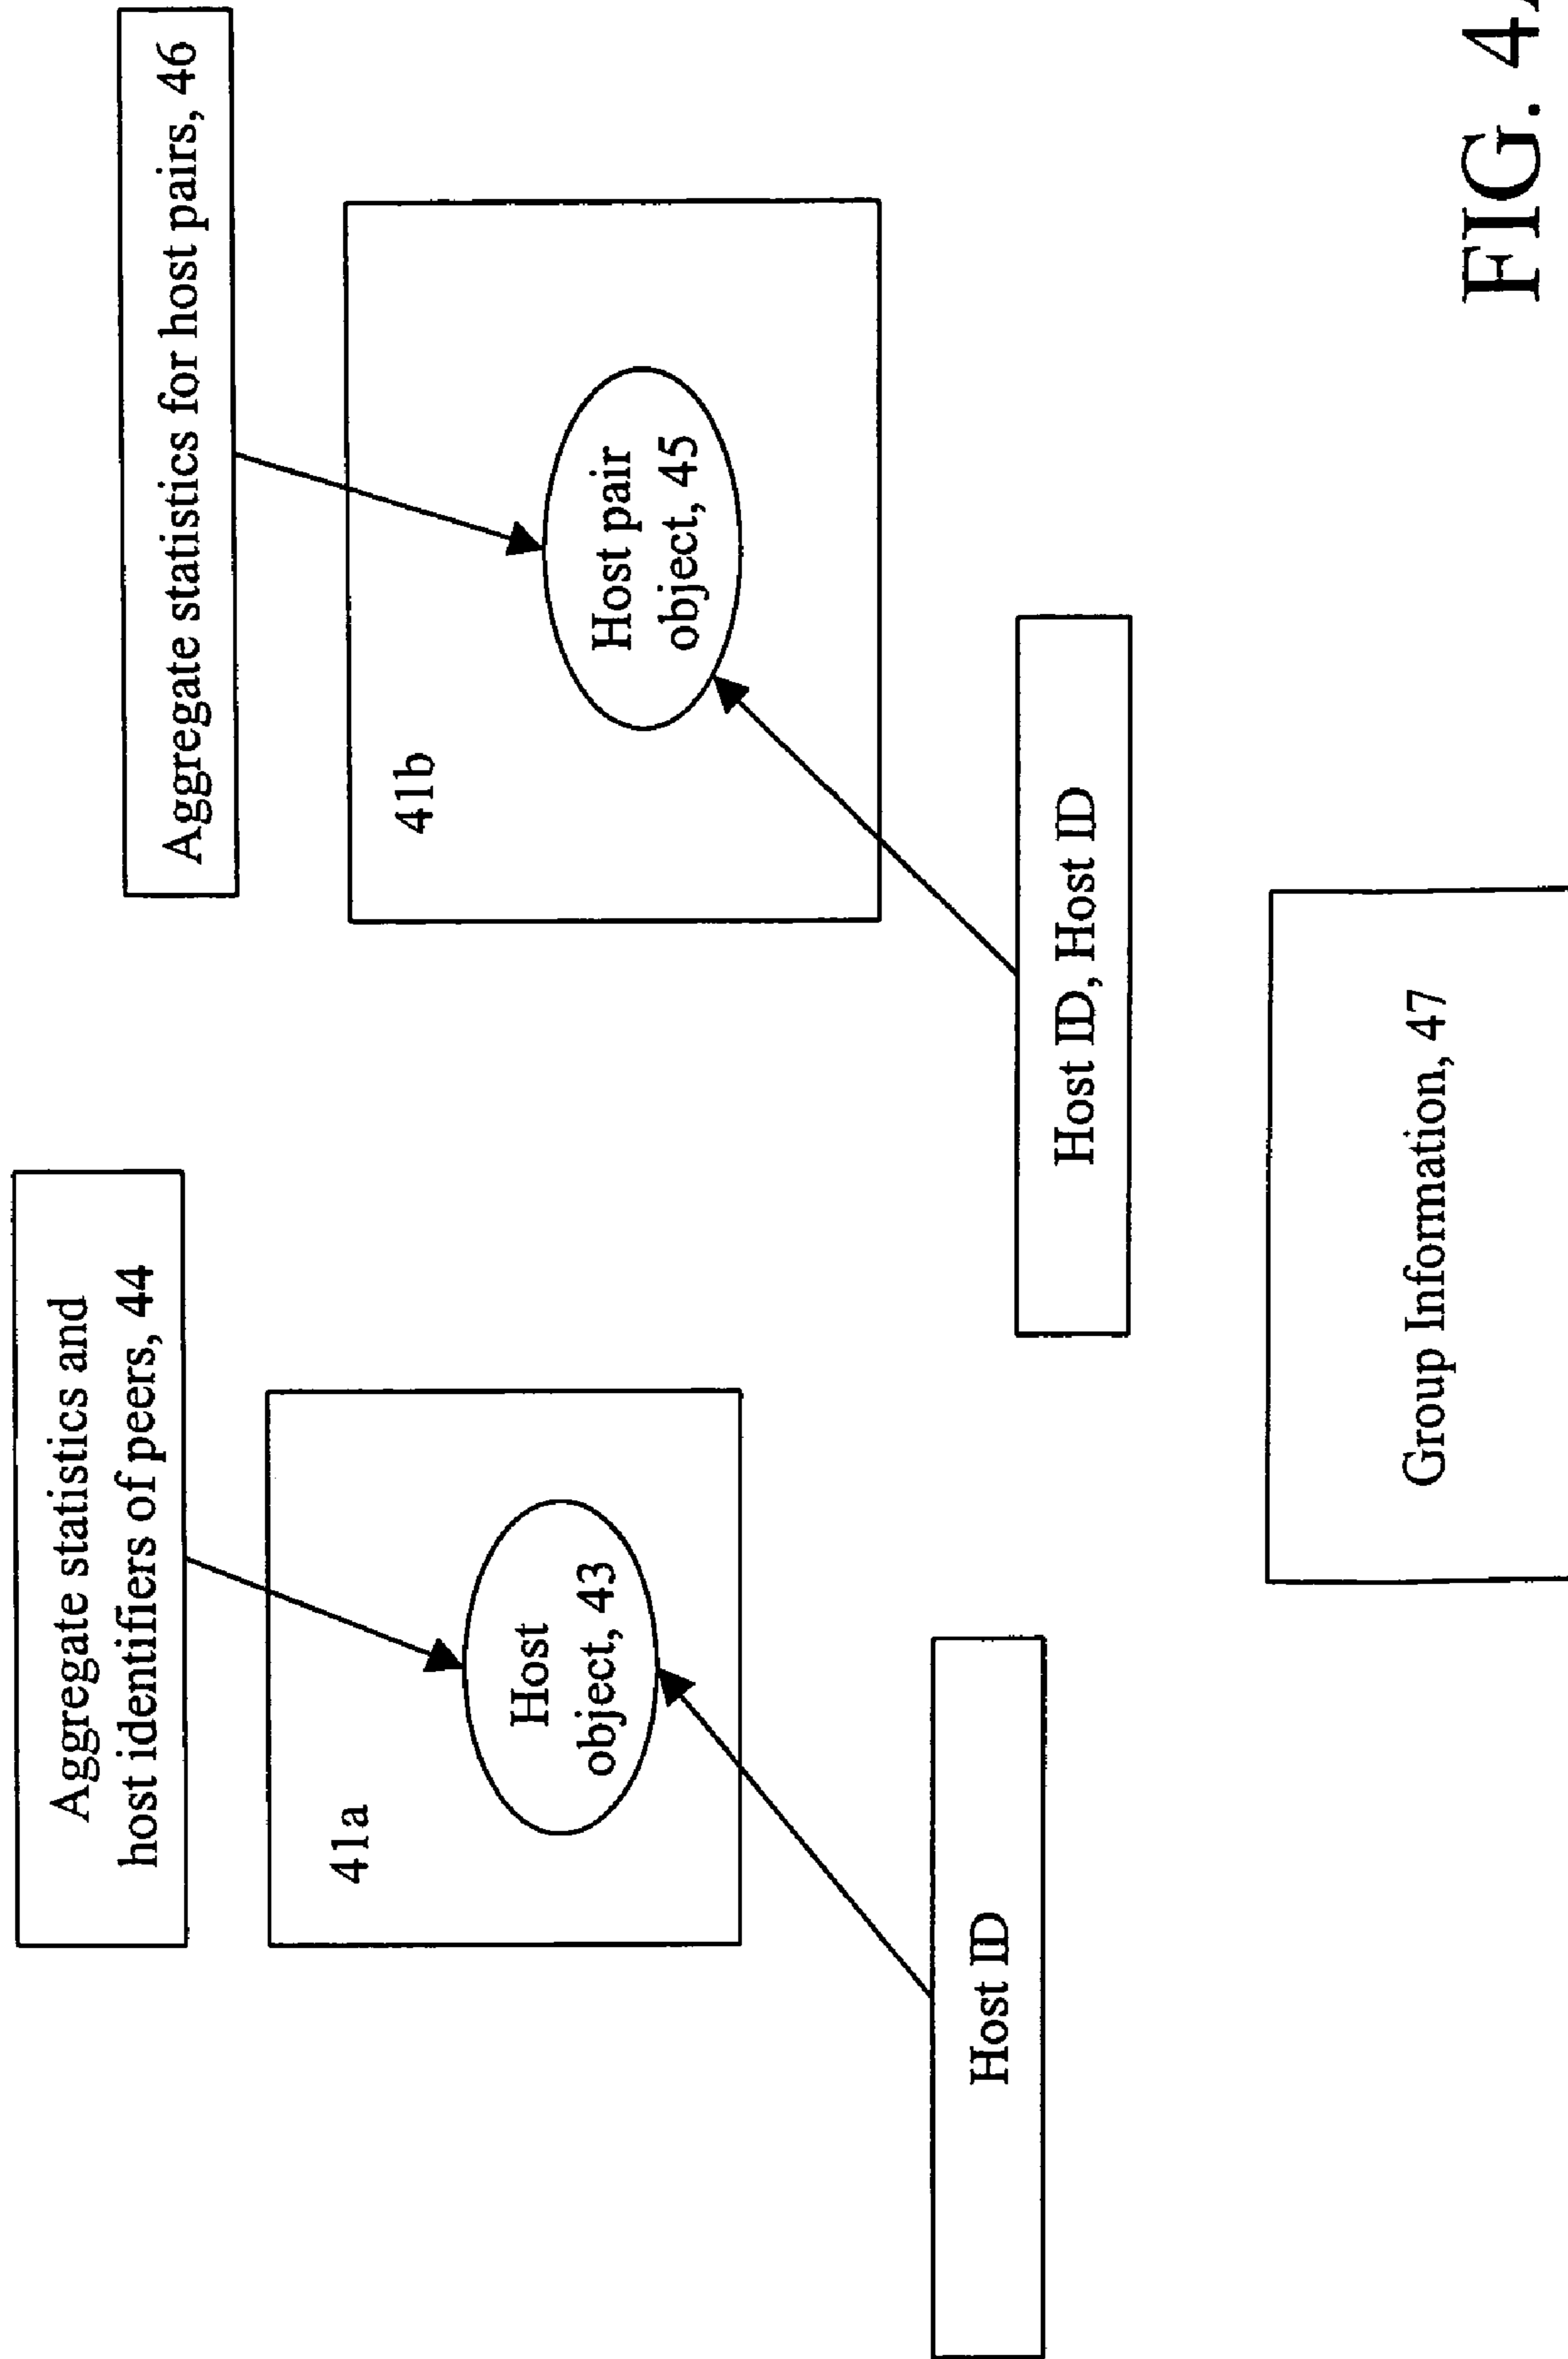 Aggregate statistics and
host identifiers of peers, 44
41a
Host
object, 43
Host ID
Aggregate statistics for host pairs, 46
41b
Host pair
object, 45
Host ID, Host ID
Group Information, 47
FIG. 4